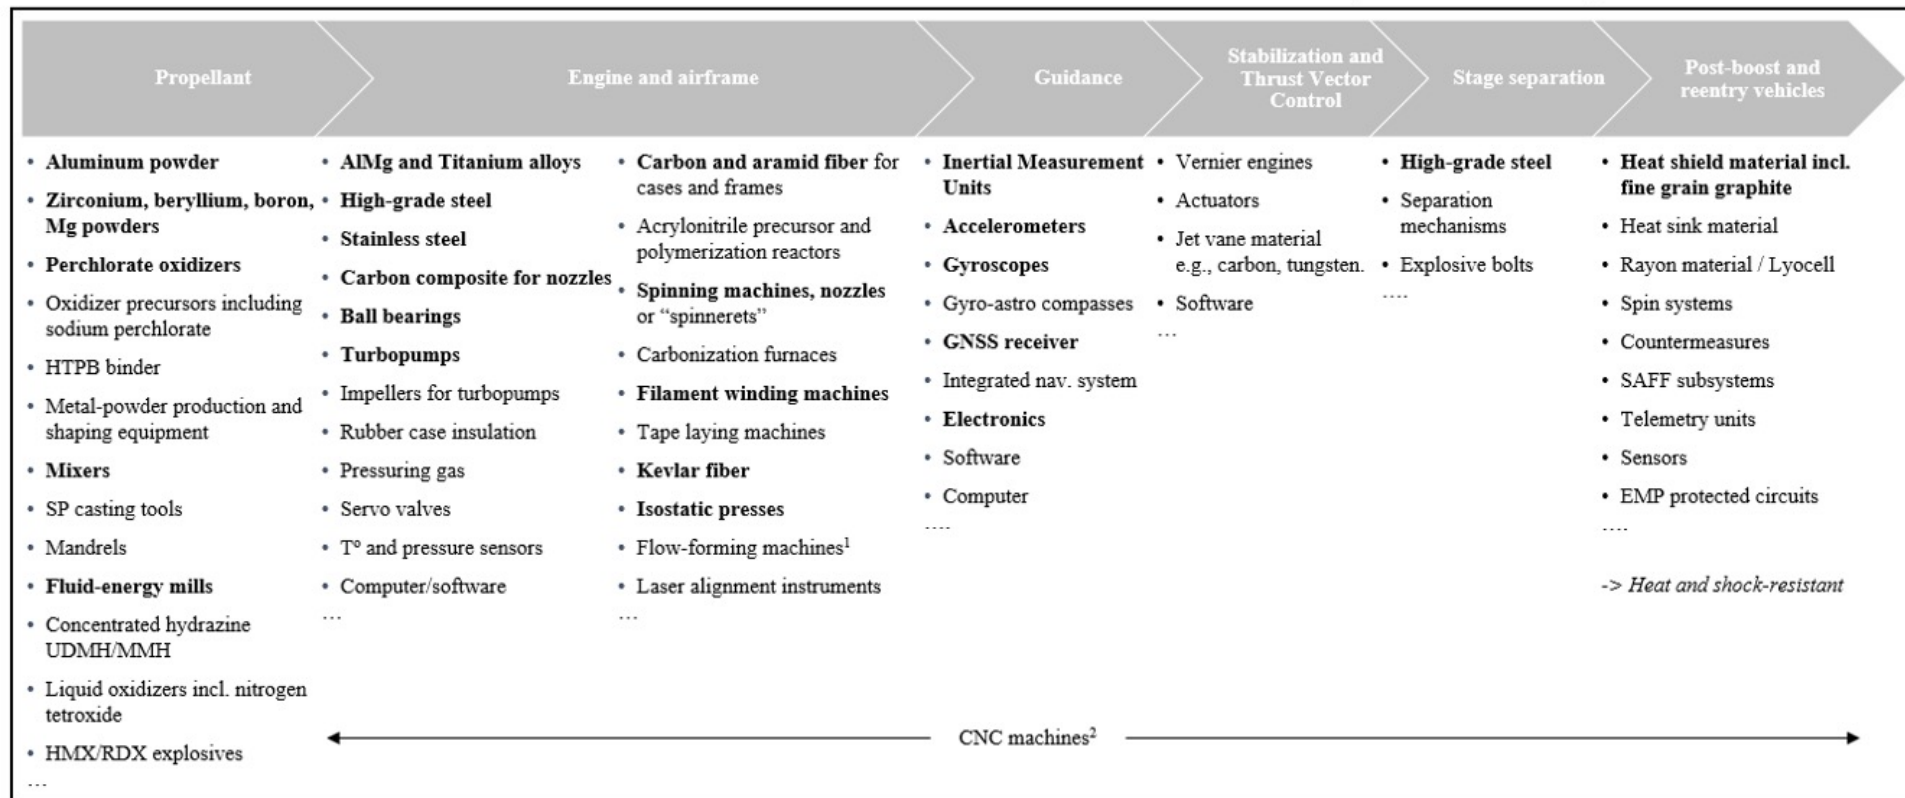 Propellant
Engine and airframe
Guidance
Stabilization and
Thrust Vector
Control
Stage separation
Post-boost and
reentry vehicles
• Aluminum powder
• Zirconium, beryllium, boron,
Mg powders
• Perchlorate oxidizers
• Oxidizer precursors including
sodium perchlorate
• HTPB binder
• Metal-powder production and
shaping equipment
• Mixers
• SP casting tools
• Mandrels
• Fluid-energy mills
• Concentrated hydrazine
UDMH/MMH
• Liquid oxidizers incl. nitrogen
tetroxide
• HMX/RDX explosives
…
• AlMg and Titanium alloys
• High-grade steel
• Stainless steel
• Carbon composite for nozzles
• Ball bearings
• Turbopumps
• Impellers for turbopumps
• Rubber case insulation
• Pressuring gas
• Servo valves
• Tº and pressure sensors
• Computer/software
…
• Carbon and aramid fiber for
cases and frames
• Acrylonitrile precursor and
polymerization reactors
• Spinning machines, nozzles
or “spinnerets”
• Carbonization furnaces
• Filament winding machines
• Tape laying machines
• Kevlar fiber
• Isostatic presses
• Flow-forming machines¹
• Laser alignment instruments
…
• Inertial Measurement
Units
• Accelerometers
• Gyroscopes
• Gyro-astro compasses
• GNSS receiver
• Integrated nav. system
• Electronics
• Software
• Computer
….
• Vernier engines
• Actuators
• Jet vane material
e.g., carbon, tungsten.
• Software
…
• High-grade steel
• Separation
mechanisms
• Explosive bolts
….
• Heat shield material incl.
fine grain graphite
• Heat sink material
• Rayon material / Lyocell
• Spin systems
• Countermeasures
• SAFF subsystems
• Telemetry units
• Sensors
• EMP protected circuits
….
-> Heat and shock-resistant
CNC machines²